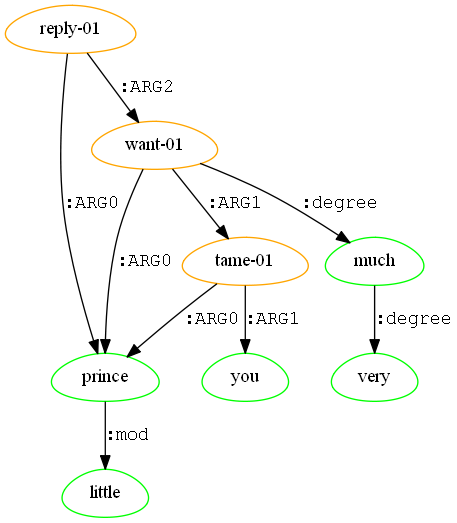 reply-01
:ARG2
want-01
:ARG0 :ARG0 :ARG1 :degree
tame-01 much
:ARG0 :ARG1 :degree
prince you very
:mod
little